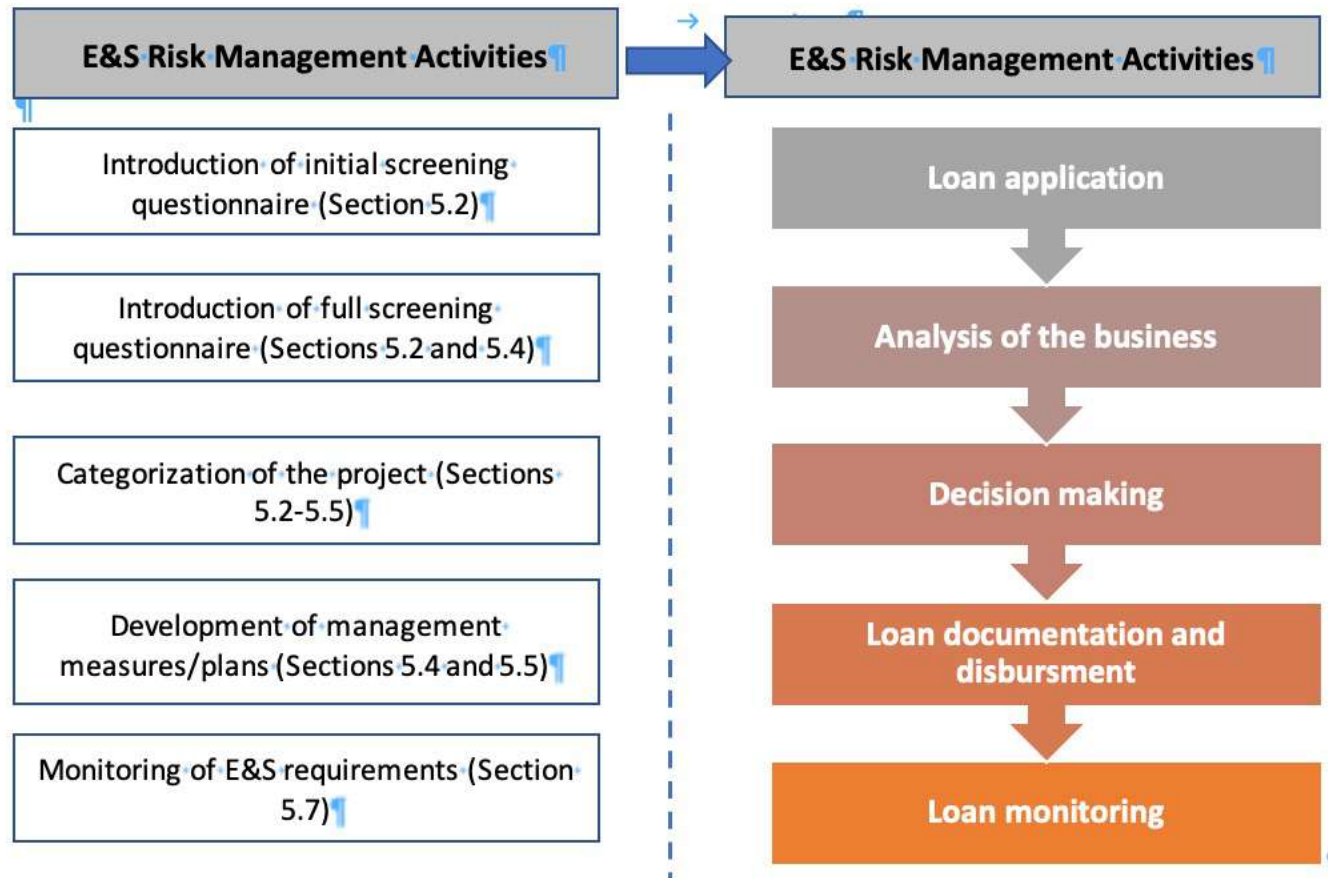 E&S Risk Management Activities¶
E&S Risk Management Activities¶
Introduction of initial screening
questionnaire (Section 5.2)¶
Introduction of full screening
questionnaire (Sections 5.2 and 5.4)¶
Categorization of the project (Sections
5.2-5.5)¶
Development of management
measures/plans (Sections 5.4 and 5.5)¶
Monitoring of E&S requirements (Section
5.7)¶
Loan application
Analysis of the business
Decision making
Loan documentation and
disbursment
Loan monitoring